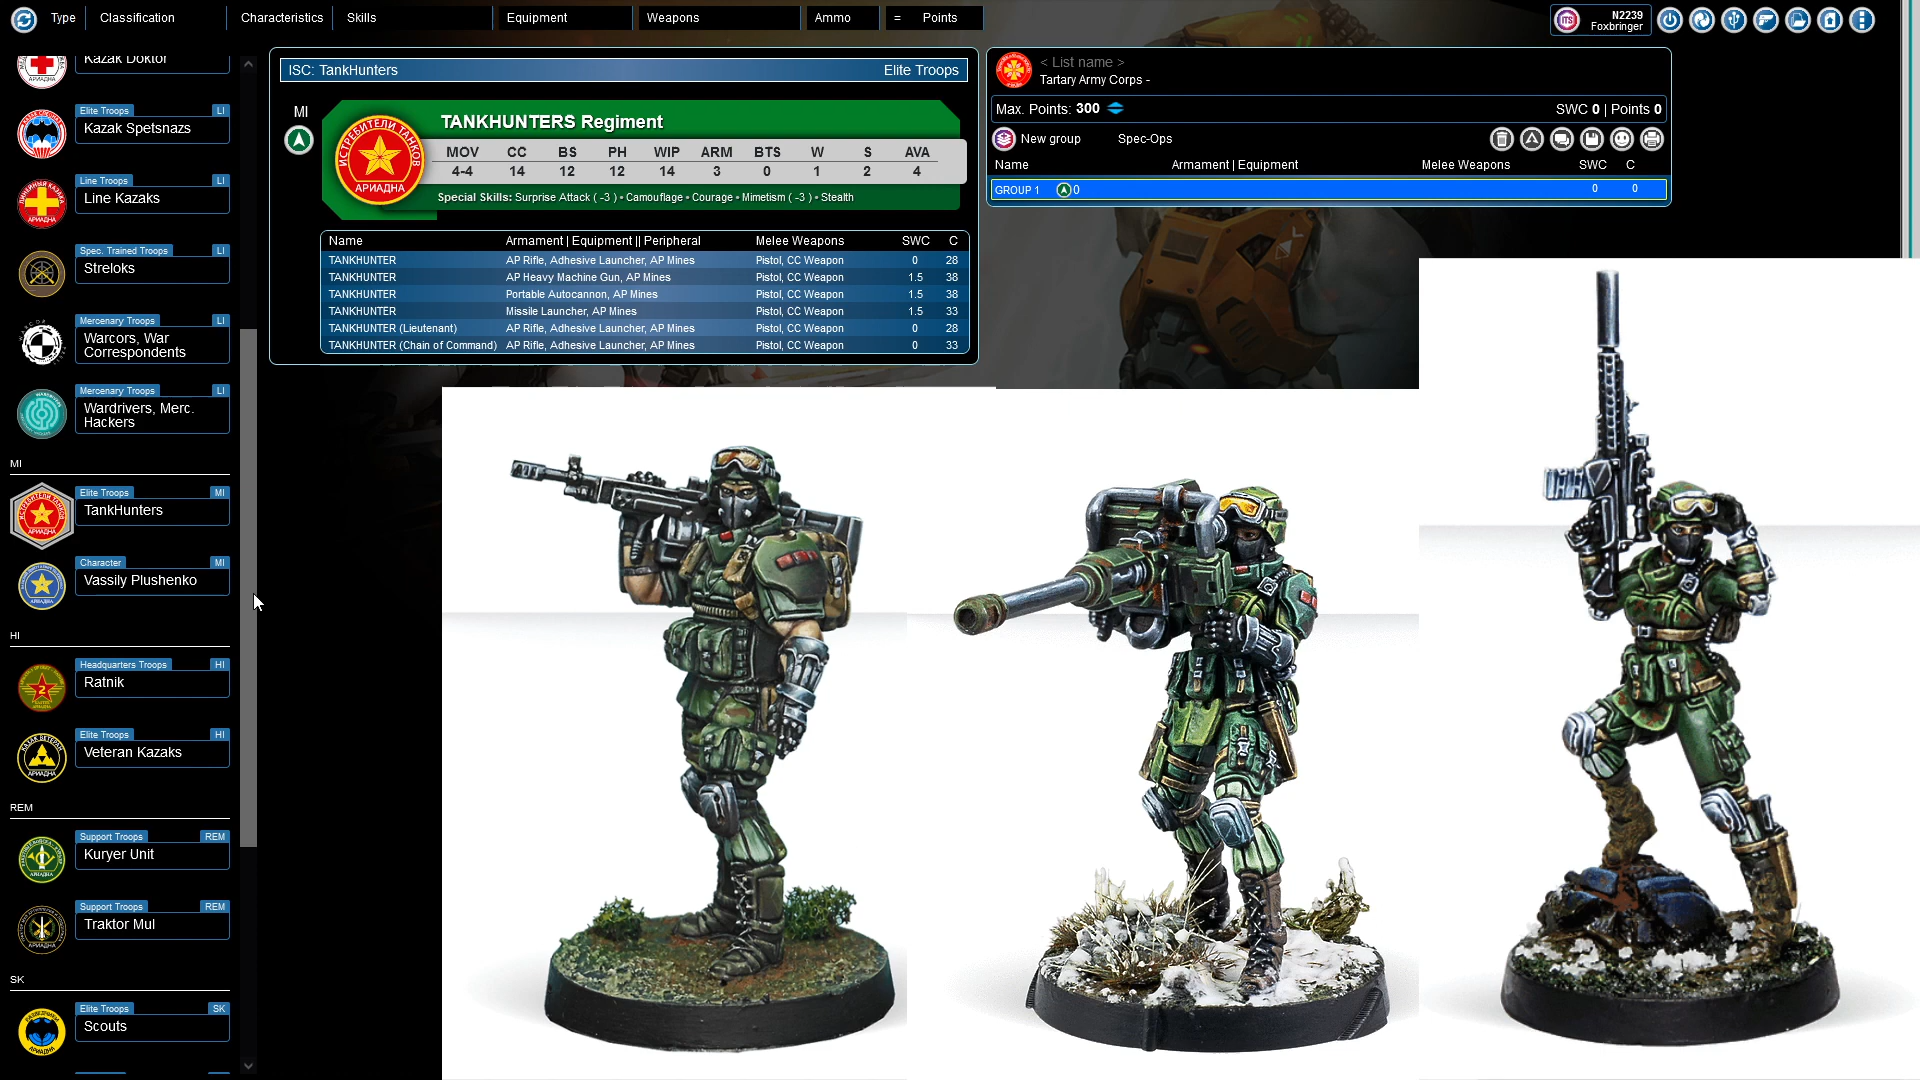 Type Classification Characteristics Skills Equipment Weapons Ammo = Points
ITS N2239
Foxbringer
Kazak Doktor
Elite Troops LI
Kazak Spetsnazs
Line Troops LI
Line Kazaks
Spec. Trained Troops LI
Streloks
Mercenary Troops LI
Warcors, War
Correspondents
Mercenary Troops LI
Wardrivers, Merc.
Hackers
MI
Elite Troops MI
TankHunters
Character MI
Vassily Plushenko
HI
Headquarters Troops HI
Ratnik
Elite Troops HI
Veteran Kazaks
REM
Support Troops REM
Kuryer Unit
Support Troops REM
Traktor Mul
SK
Elite Troops SK
Scouts
ISC: TankHunters Elite Troops
MI
ИСТРЕБИТЕЛИ ТАНКОВ
АРИАДНА
TANKHUNTERS Regiment
MOV CC BS PH WIP ARM BTS W S AVA
4-4 14 12 12 14 3 0 1 2 4
Special Skills: Surprise Attack ( -3 ) • Camouflage • Courage • Mimetism ( -3 ) • Stealth
Name Armament | Equipment || Peripheral Melee Weapons SWC C
TANKHUNTER AP Rifle, Adhesive Launcher, AP Mines Pistol, CC Weapon 0 28
TANKHUNTER AP Heavy Machine Gun, AP Mines Pistol, CC Weapon 1.5 38
TANKHUNTER Portable Autocannon, AP Mines Pistol, CC Weapon 1.5 38
TANKHUNTER Missile Launcher, AP Mines Pistol, CC Weapon 1.5 33
TANKHUNTER (Lieutenant) AP Rifle, Adhesive Launcher, AP Mines Pistol, CC Weapon 0 28
TANKHUNTER (Chain of Command) AP Rifle, Adhesive Launcher, AP Mines Pistol, CC Weapon 0 33
< List name >
Tartary Army Corps -
Max. Points: 300 SWC 0 | Points 0
New group Spec-Ops
Name Armament | Equipment Melee Weapons SWC C
GROUP 1 0 0 0